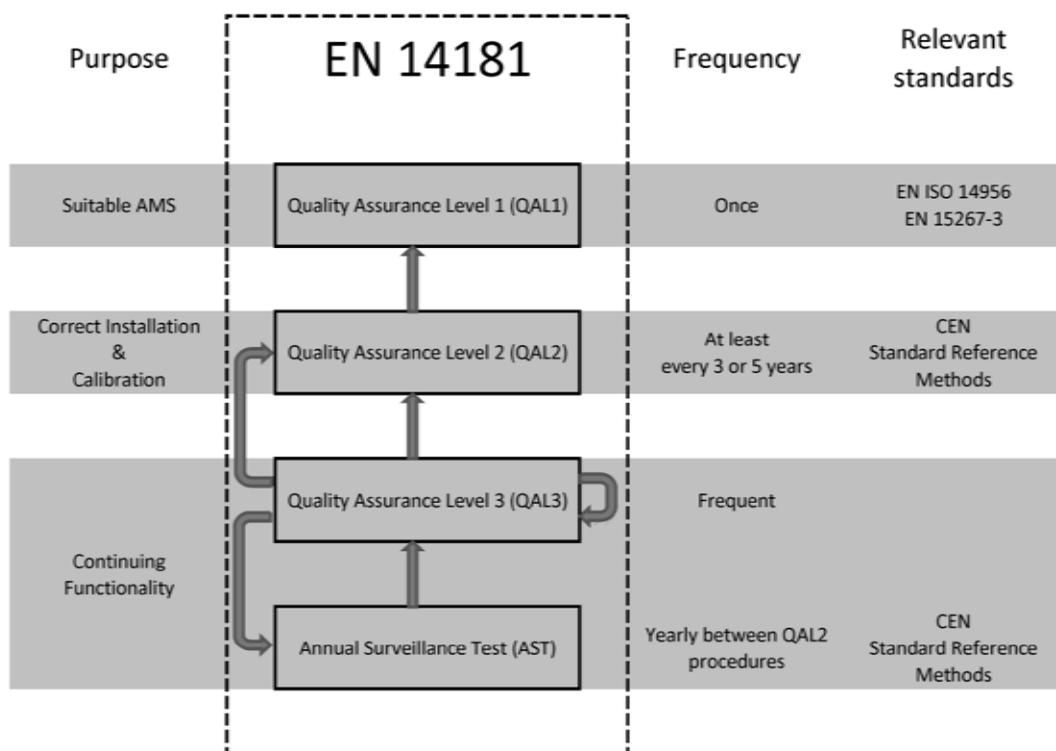 Purpose
EN 14181
Frequency
Relevant
standards
Suitable AMS
Quality Assurance Level 1 (QAL1)
Once
EN ISO 14956
EN 15267-3
Correct Installation
&
Calibration
Quality Assurance Level 2 (QAL2)
At least
every 3 or 5 years
CEN
Standard Reference
Methods
Continuing
Functionality
Quality Assurance Level 3 (QAL3)
Frequent
Annual Surveillance Test (AST)
Yearly between QAL2
procedures
CEN
Standard Reference
Methods